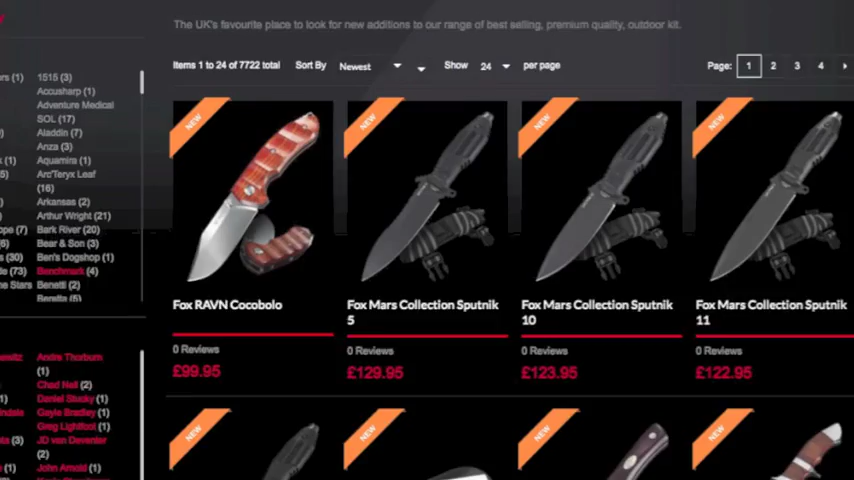 The UK's favourite place to look for new additions to our range of best selling, premium quality, outdoor kit.
Items 1 to 24 of 7722 total Sort By Newest Show 24 per page Page: 1 2 3 4
1515 (3)
Accusharp (1)
Adventure Medical
SOL (17)
Aladdin (7)
Anza (3)
Aquamira (1)
Arc'Teryx Leaf
(16)
Arkansas (2)
Arthur Wright (21)
Bark River (20)
Bear & Son (3)
Ben's Dogshop (1)
Benchmark (4)
Benetti (2)
Beretta (5)
Andre Thorburn
(1)
Chad Nell (2)
Daniel Stucky (1)
Gayle Bradley (1)
Greg Lightfoot (1)
JD van Deventer
(2)
John Arnold (1)
NEW NEW NEW NEW
Fox RAVN Cocobolo
0 Reviews
£99.95
Fox Mars Collection Sputnik
5
0 Reviews
£129.95
Fox Mars Collection Sputnik
10
0 Reviews
£123.95
Fox Mars Collection Sputnik
11
0 Reviews
£122.95
NEW NEW NEW NEW